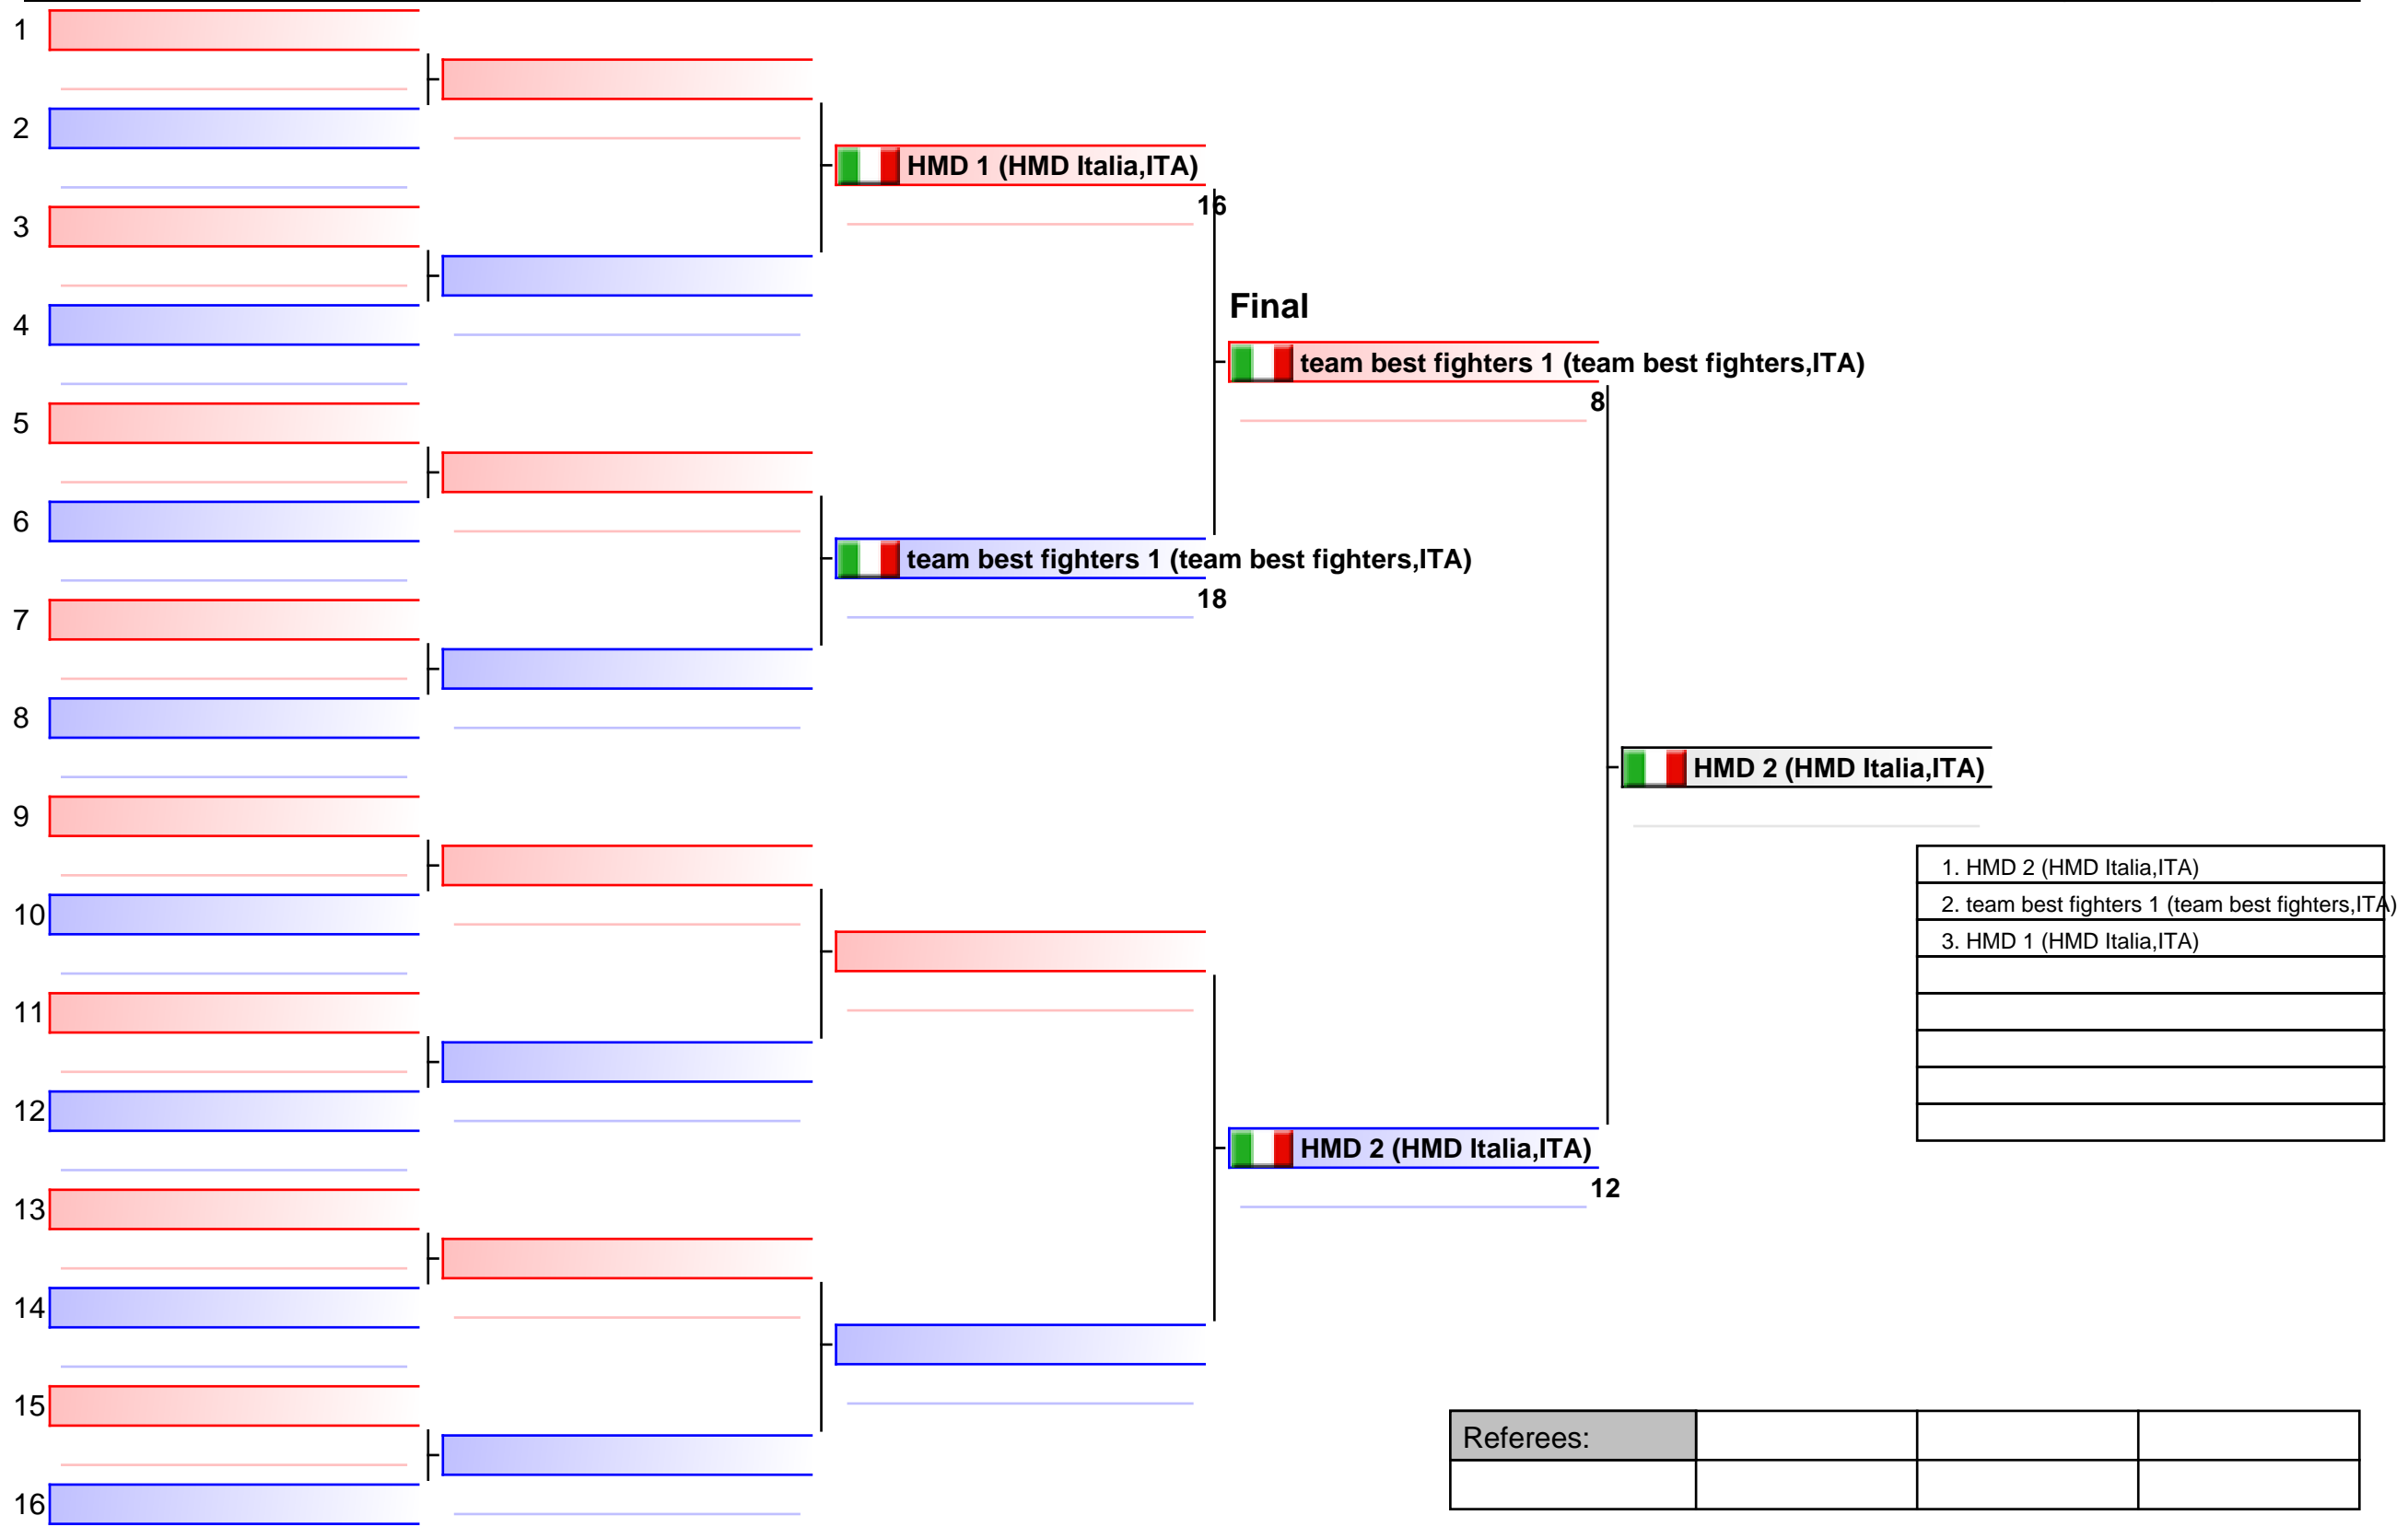 1
2
HMD 1 (HMD Italia,ITA)
16
3
Final
4
team best fighters 1 (team best fighters,ITA)
8
5
6
team best fighters 1 (team best fighters,ITA)
18
7
8
HMD 2 (HMD Italia,ITA)
9
1. HMD 2 (HMD Italia,ITA)
2. team best fighters 1 (team best fighters,ITA)
10
3. HMD 1 (HMD Italia,ITA)
11
12
HMD 2 (HMD Italia,ITA)
12
13
14
15
Referees:
16